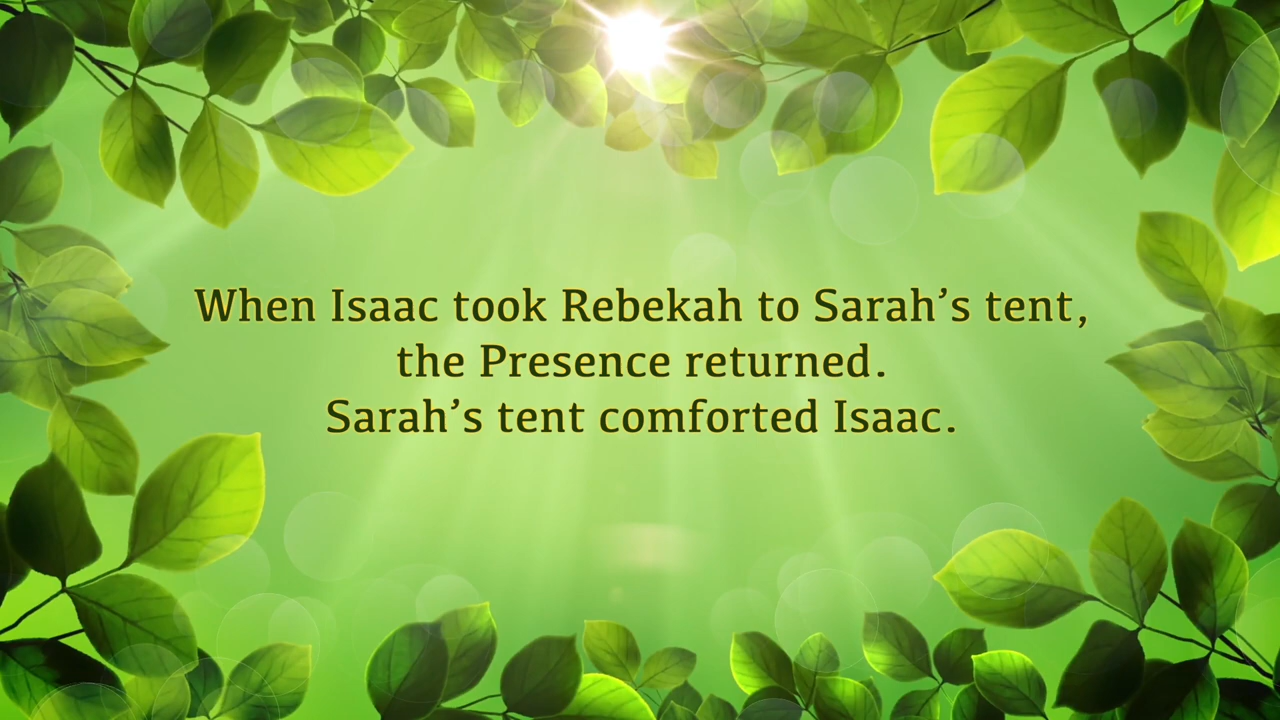 When Isaac took Rebekah to Sarah’s tent,
the Presence returned.
Sarah’s tent comforted Isaac.